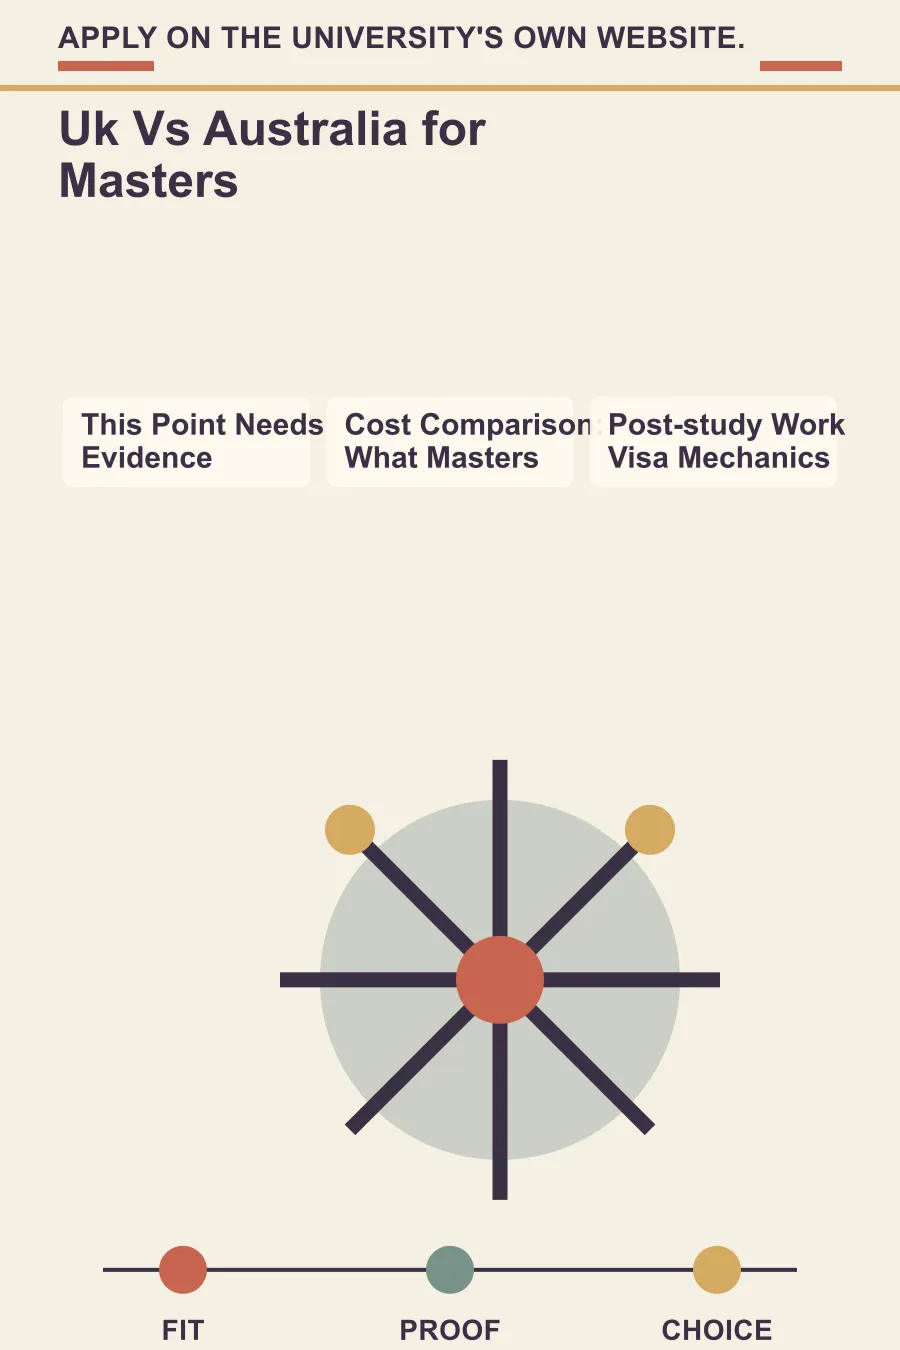 APPLY ON THE UNIVERSITY'S OWN WEBSITE.
Uk Vs Australia for
Masters
This Point Needs
Evidence
Cost Comparison:
What Masters
Post-study Work
Visa Mechanics
FIT
PROOF
CHOICE